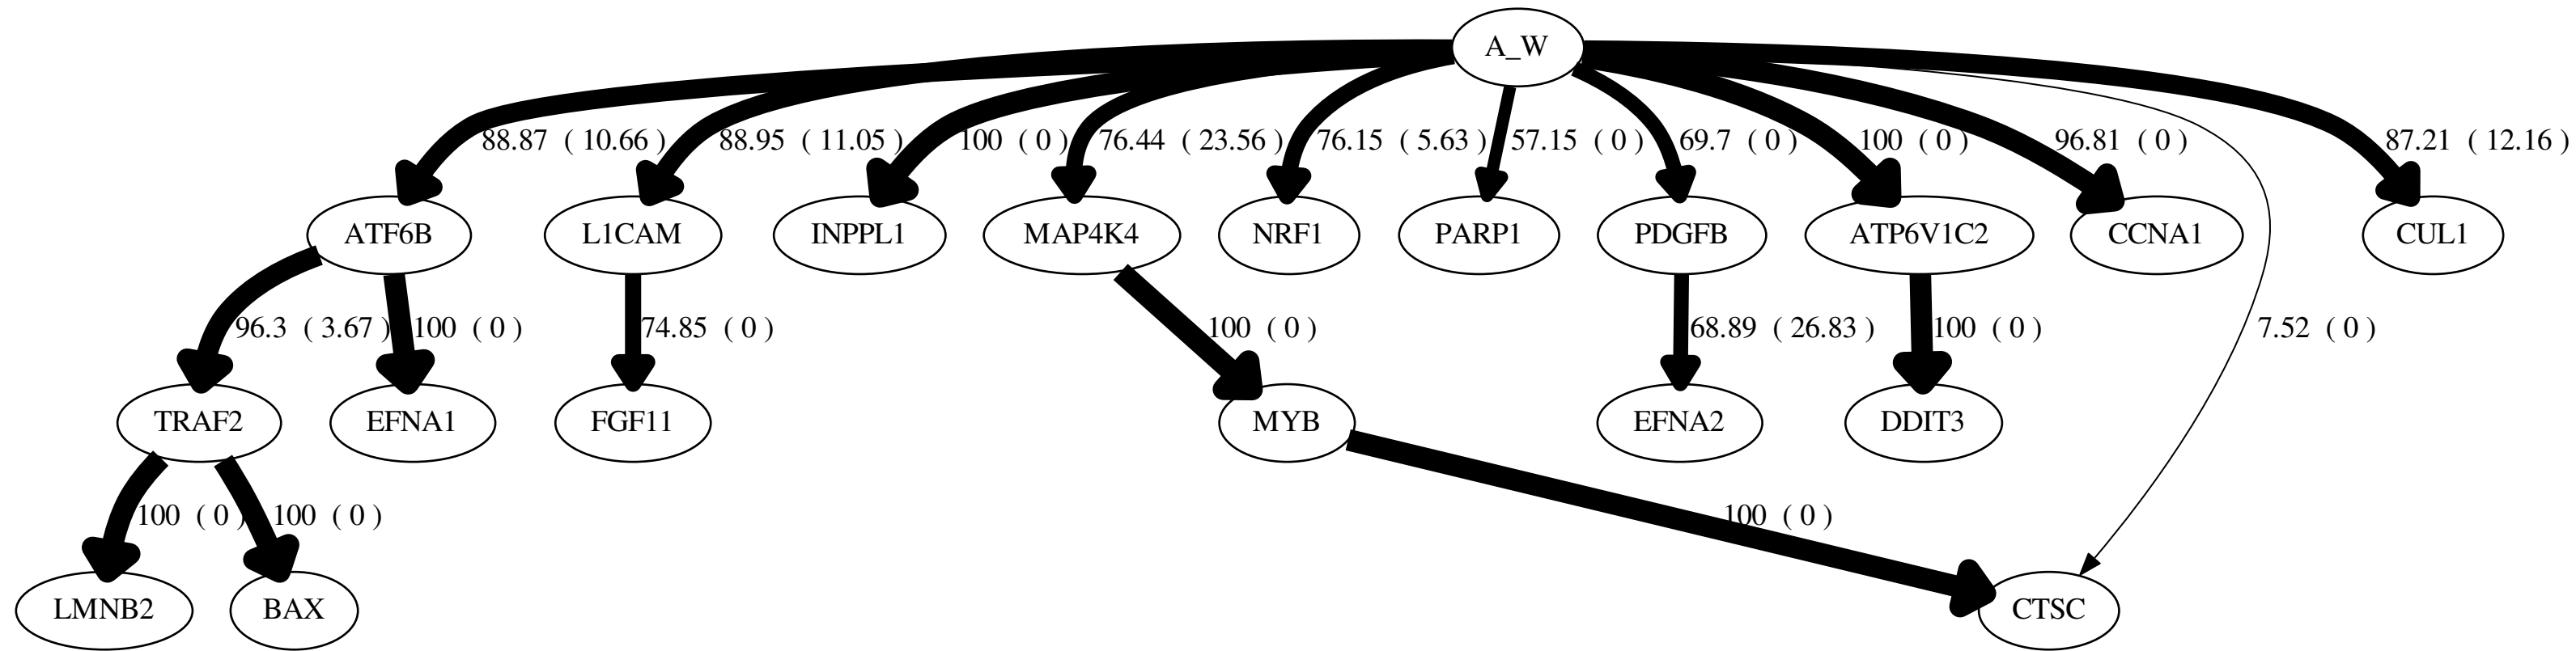 A_W
88.87 ( 10.66 )
88.95 ( 11.05 )
100 ( 0 )
76.44 ( 23.56 )
76.15 ( 5.63 )
57.15 ( 0 )
69.7 ( 0 )
100 ( 0 )
96.81 ( 0 )
87.21 ( 12.16 )
ATF6B
L1CAM
INPPL1
MAP4K4
NRF1
PARP1
PDGFB
ATP6V1C2
CCNA1
CUL1
96.3 ( 3.67 )
100 ( 0 )
74.85 ( 0 )
100 ( 0 )
68.89 ( 26.83 )
100 ( 0 )
7.52 ( 0 )
TRAF2
EFNA1
FGF11
MYB
EFNA2
DDIT3
100 ( 0 )
100 ( 0 )
100 ( 0 )
LMNB2
BAX
CTSC